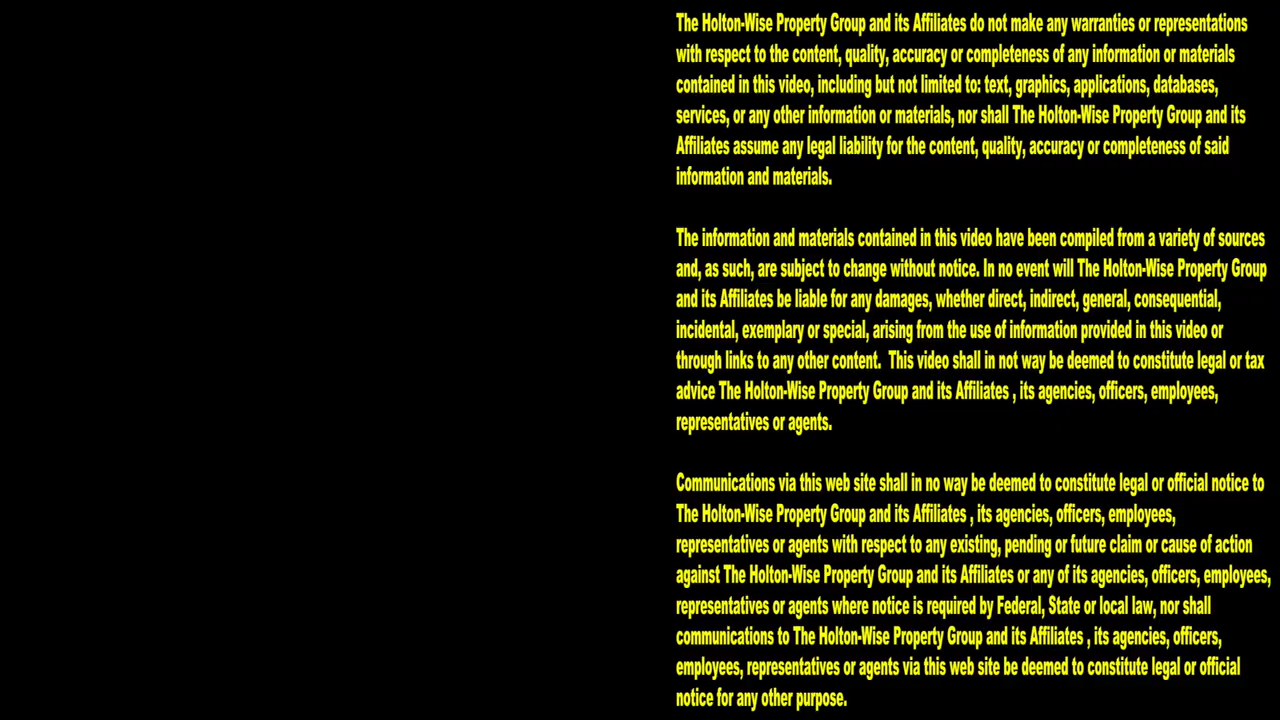 The Holton-Wise Property Group and its Affiliates do not make any warranties or representations
with respect to the content, quality, accuracy or completeness of any information or materials
contained in this video, including but not limited to: text, graphics, applications, databases,
services, or any other information or materials, nor shall The Holton-Wise Property Group and its
Affiliates assume any legal liability for the content, quality, accuracy or completeness of said
information and materials.
The information and materials contained in this video have been compiled from a variety of sources
and, as such, are subject to change without notice. In no event will The Holton-Wise Property Group
and its Affiliates be liable for any damages, whether direct, indirect, general, consequential,
incidental, exemplary or special, arising from the use of information provided in this video or
through links to any other content.  This video shall in not way be deemed to constitute legal or tax
advice The Holton-Wise Property Group and its Affiliates , its agencies, officers, employees,
representatives or agents.
Communications via this web site shall in no way be deemed to constitute legal or official notice to
The Holton-Wise Property Group and its Affiliates , its agencies, officers, employees,
representatives or agents with respect to any existing, pending or future claim or cause of action
against The Holton-Wise Property Group and its Affiliates or any of its agencies, officers, employees,
representatives or agents where notice is required by Federal, State or local law, nor shall
communications to The Holton-Wise Property Group and its Affiliates , its agencies, officers,
employees, representatives or agents via this web site be deemed to constitute legal or official
notice for any other purpose.